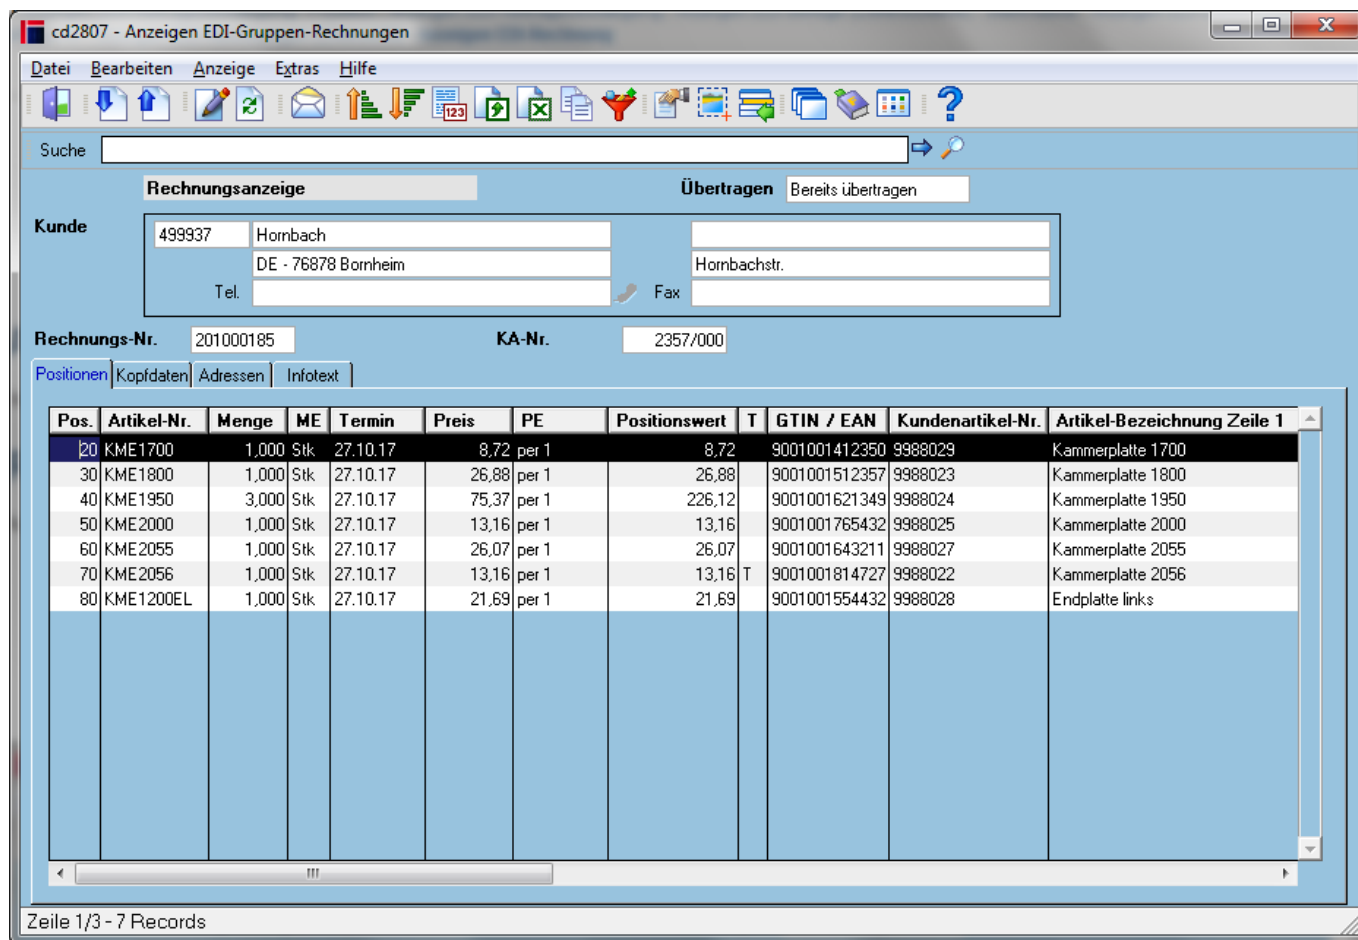 cd2807 - Anzeigen EDI-Gruppen-Rechnungen
Datei Bearbeiten Anzeige Extras Hilfe
123
Suche
Rechnungsanzeige Übertragen Bereits übertragen
Kunde 499937 Hornbach
DE - 76878 Bornheim Hornbachstr.
Tel. Fax
Rechnungs-Nr. 201000185 KA-Nr. 2357/000
Positionen Kopfdaten Adressen Infotext
Pos. Artikel-Nr. Menge ME Termin Preis PE Positionswert T GTIN / EAN Kundenartikel-Nr. Artikel-Bezeichnung Zeile 1
20 KME1700 1,000 Stk 27.10.17 8,72 per 1 8,72 9001001412350 9988029 Kammerplatte 1700
30 KME1800 1,000 Stk 27.10.17 26,88 per 1 26,88 9001001512357 9988023 Kammerplatte 1800
40 KME1950 3,000 Stk 27.10.17 75,37 per 1 226,12 9001001621349 9988024 Kammerplatte 1950
50 KME2000 1,000 Stk 27.10.17 13,16 per 1 13,16 9001001765432 9988025 Kammerplatte 2000
60 KME2055 1,000 Stk 27.10.17 26,07 per 1 26,07 9001001643211 9988027 Kammerplatte 2055
70 KME2056 1,000 Stk 27.10.17 13,16 per 1 13,16 T 9001001814727 9988022 Kammerplatte 2056
80 KME1200EL 1,000 Stk 27.10.17 21,69 per 1 21,69 9001001554432 9988028 Endplatte links
Zeile 1/3 - 7 Records